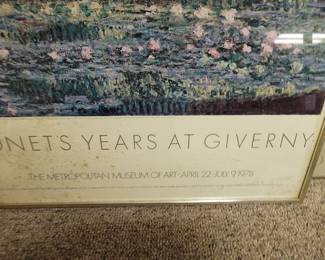 ONET'S YEARS AT GIVERNY
THE METROPOLITAN MUSEUM OF ART · APRIL 22-JULY 9 1978